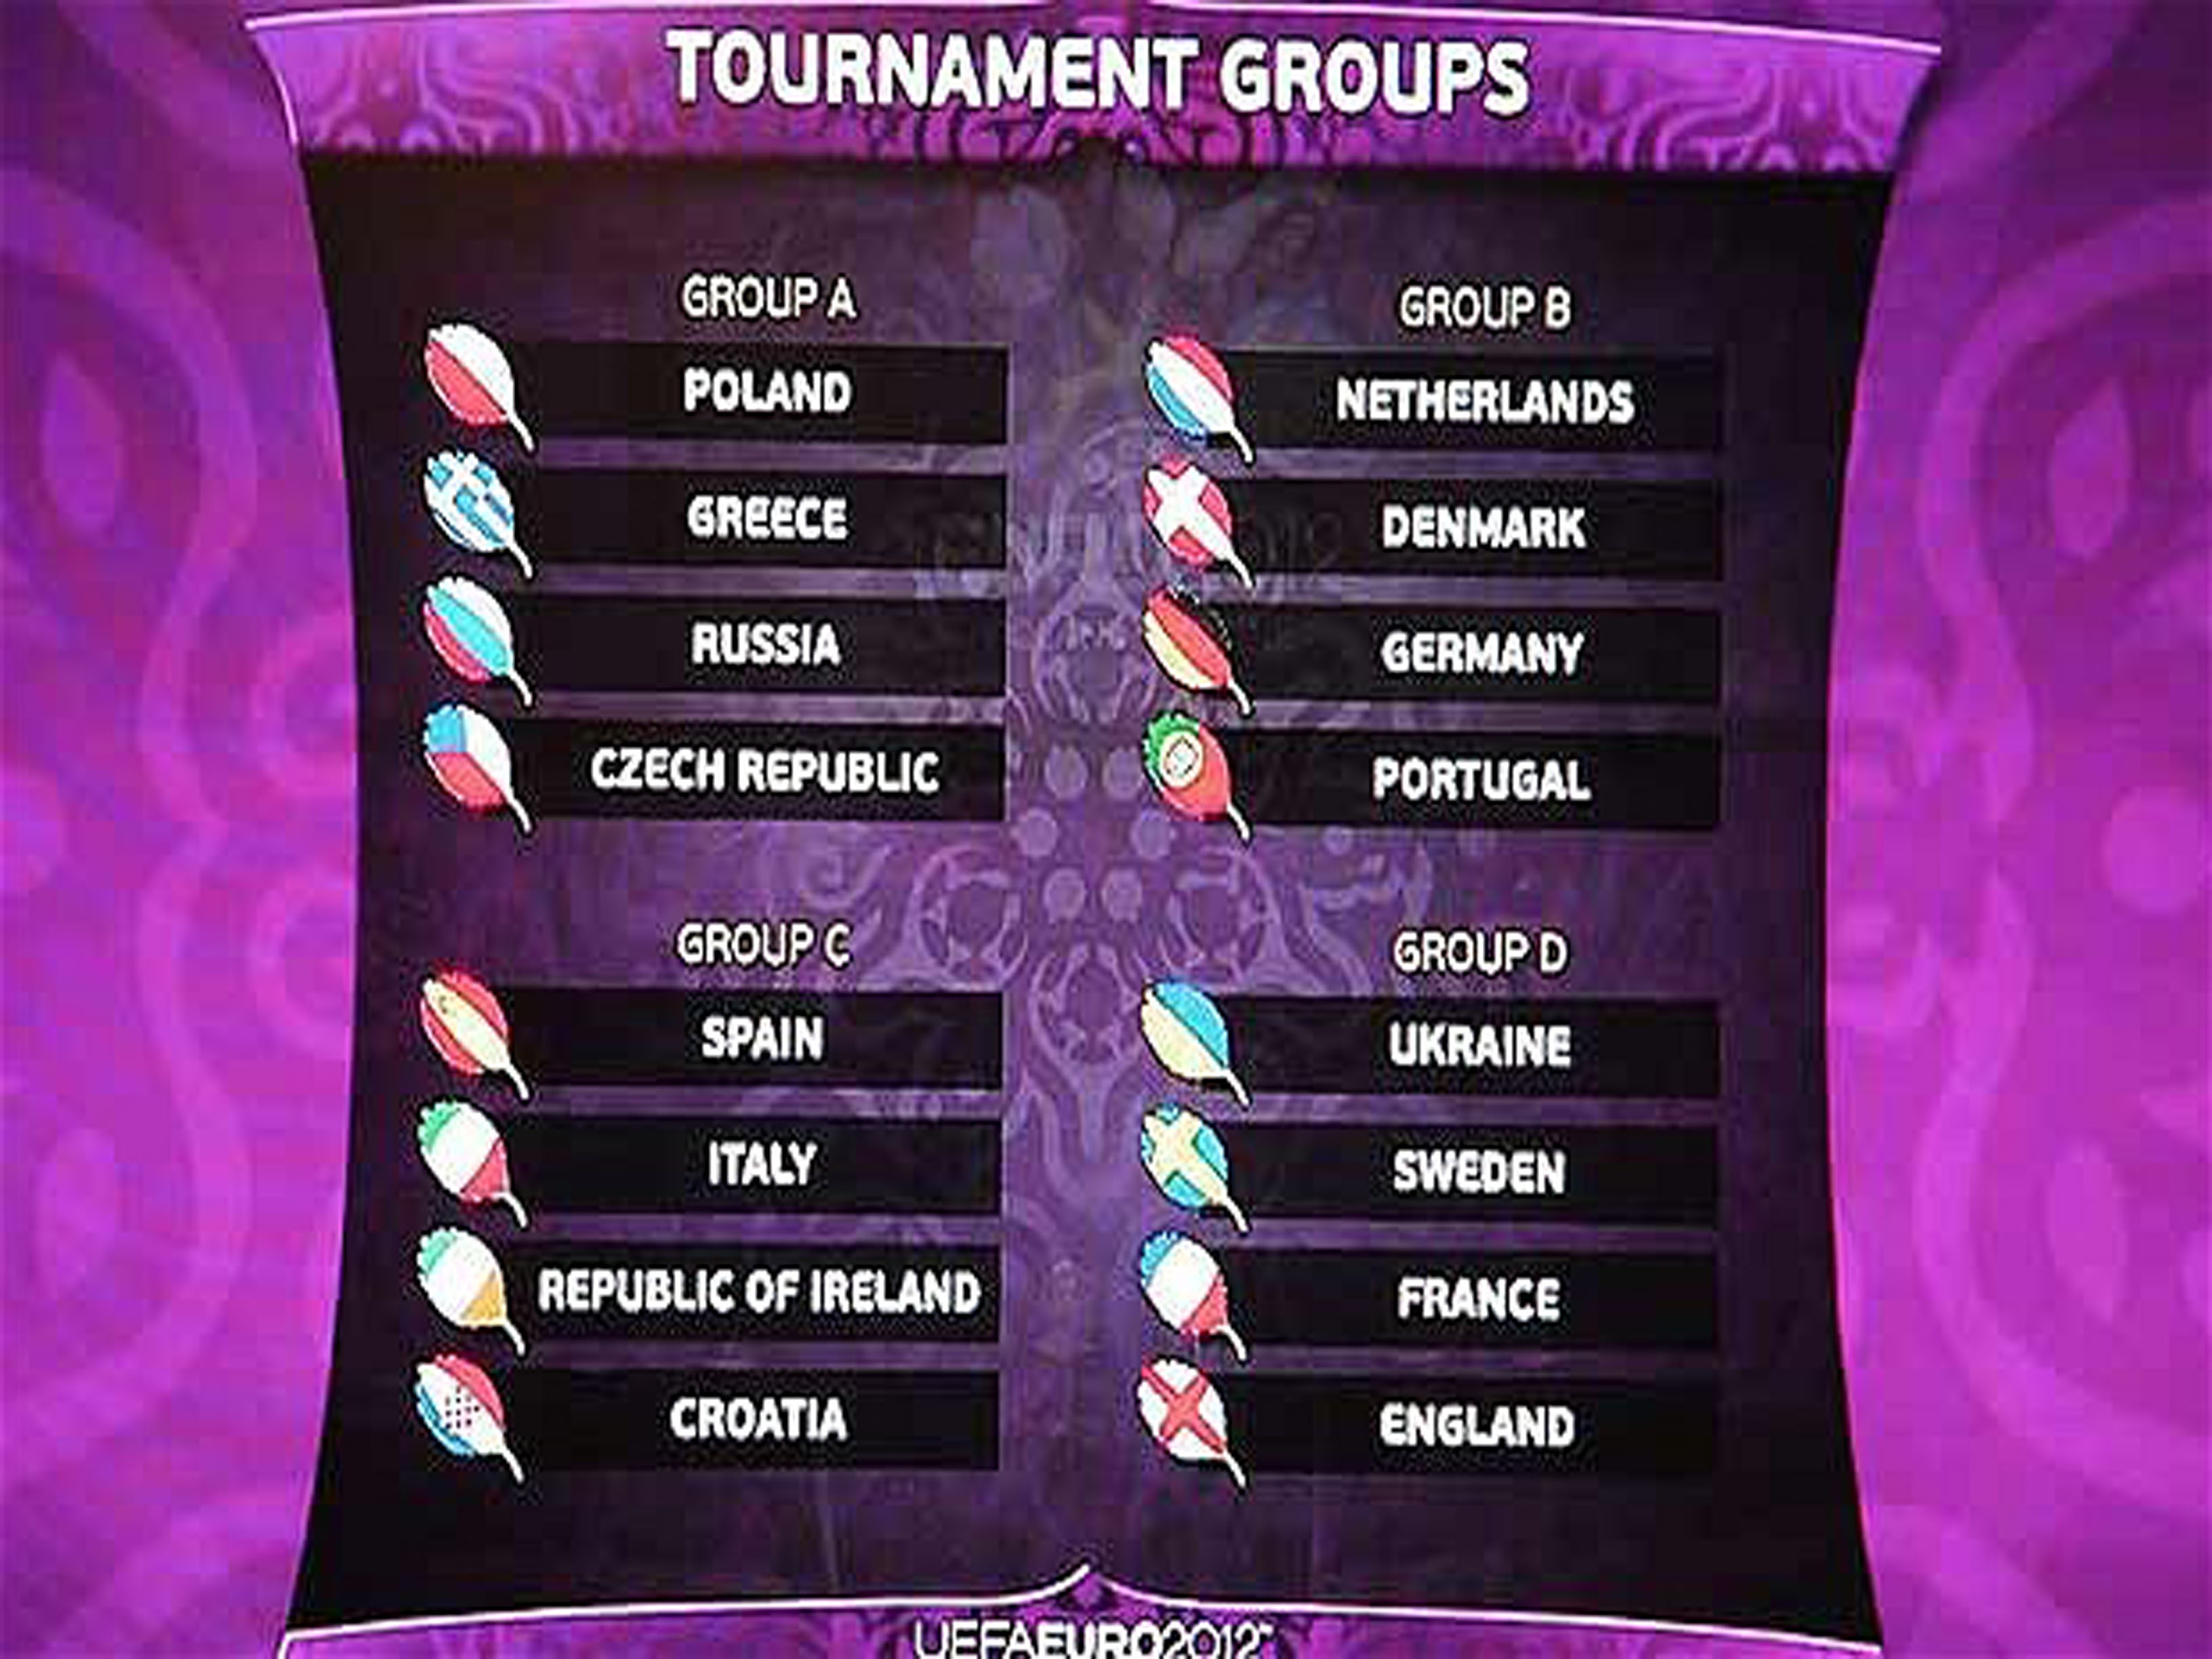 TOURNAMENT GROUPS
GROUP A
POLAND
GREECE
RUSSIA
CZECH REPUBLIC
GROUP B
NETHERLANDS
DENMARK
GERMANY
PORTUGAL
GROUP C
SPAIN
ITALY
REPUBLIC OF IRELAND
CROATIA
GROUP D
UKRAINE
SWEDEN
FRANCE
ENGLAND
UEFAEURO2012™